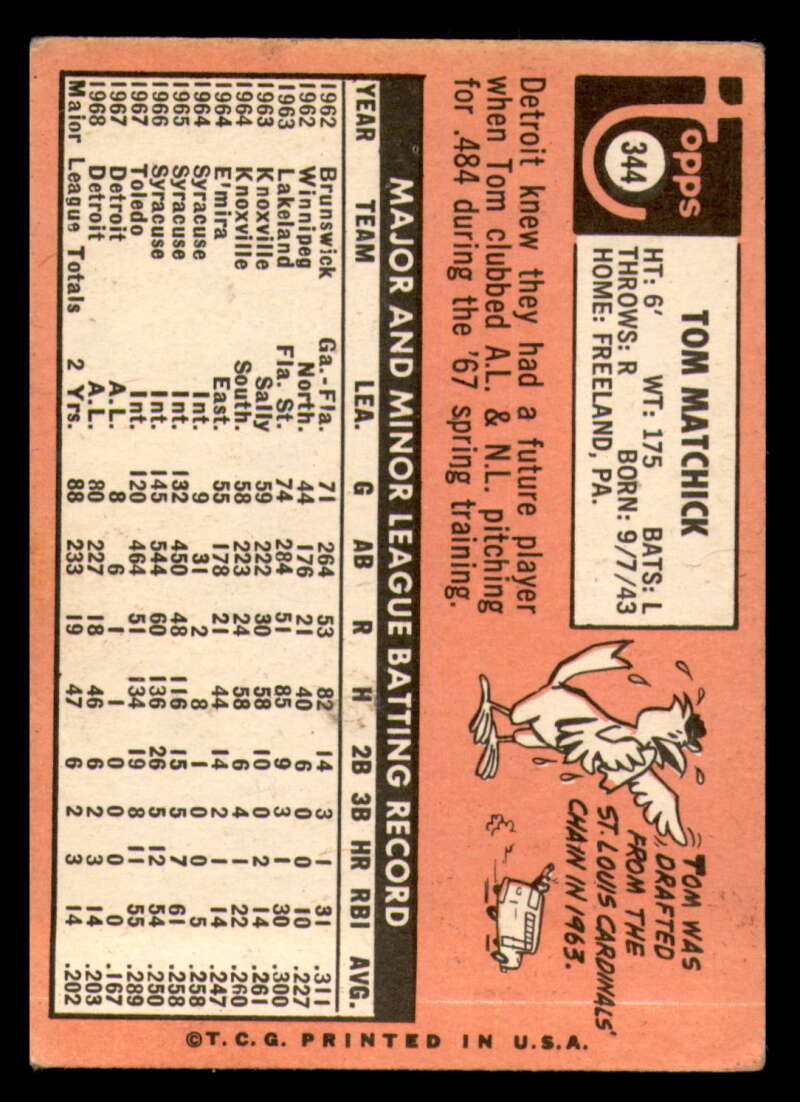 Topps
344
TOM MATCHICK
HT: 6' WT: 175 BATS: L
THROWS: R BORN: 9/7/43
HOME: FREELAND, PA.
Detroit knew they had a future player
when Tom clubbed A.L. & N.L. pitching
for .484 during the '67 spring training.
TOM WAS
DRAFTED
FROM THE
ST. LOUIS CARDINALS'
CHAIN IN 1963.
MAJOR AND MINOR LEAGUE BATTING RECORD
YEAR TEAM LEA. G AB R H 2B 3B HR RBI AVG.
1962 Brunswick Ga.-Fla. 71 264 53 82 14 3 1 31 .311
1962 Winnipeg North. 44 176 21 40 6 0 0 10 .227
1963 Lakeland Fla. St. 74 284 51 85 9 3 1 30 .300
1963 Knoxville Sally 59 222 30 58 10 0 2 14 .261
1964 Knoxville South. 58 223 24 58 6 4 1 22 .260
1964 E'mira East. 55 178 21 44 14 2 1 14 .247
1964 Syracuse Int. 9 31 2 8 1 0 0 5 .258
1965 Syracuse Int. 132 450 48 116 15 5 7 61 .258
1966 Syracuse Int. 145 544 60 136 26 5 12 54 .250
1967 Toledo Int. 120 464 51 134 19 8 11 55 .289
1967 Detroit A.L. 8 6 1 1 0 0 0 0 .167
1968 Detroit A.L. 80 227 18 46 6 2 3 14 .203
Major League Totals 2 Yrs. 88 233 19 47 6 2 3 14 .202
©T.C.G. PRINTED IN U.S.A.